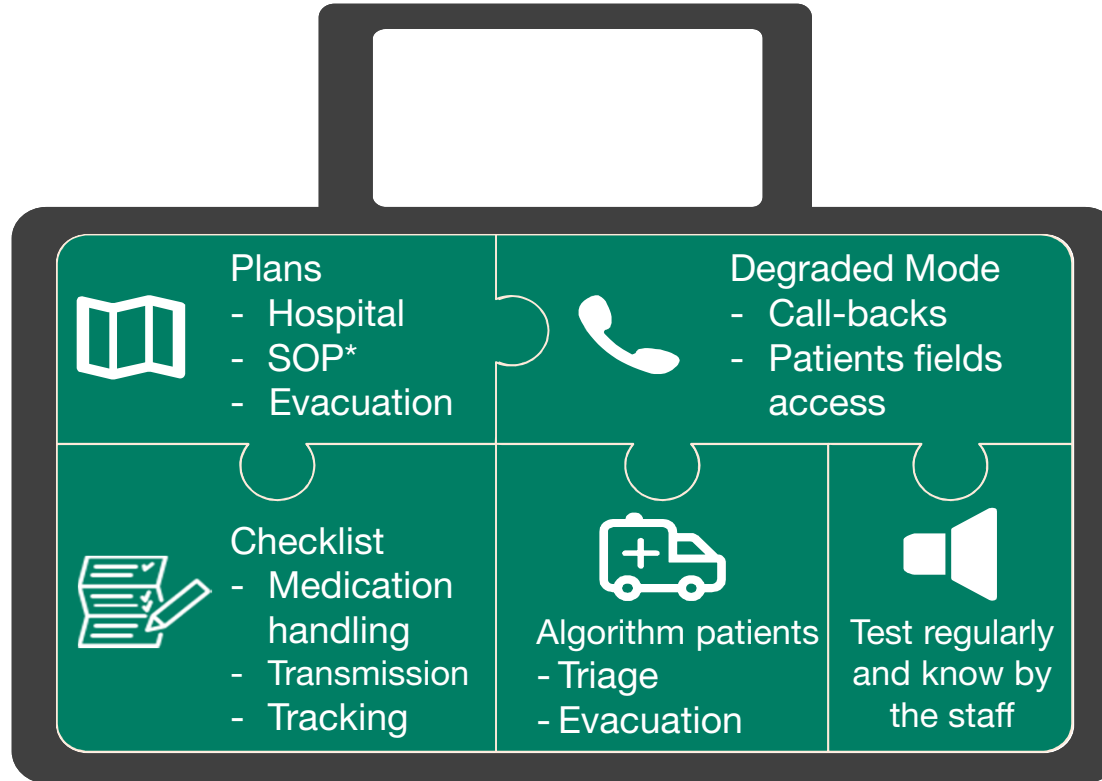 Plans
- Hospital
- SOP*
- Evacuation
Degraded Mode
- Call-backs
- Patients fields
access
Checklist
- Medication
handling
- Transmission
- Tracking
Algorithm patients
- Triage
- Evacuation
Test regularly
and know by
the staff